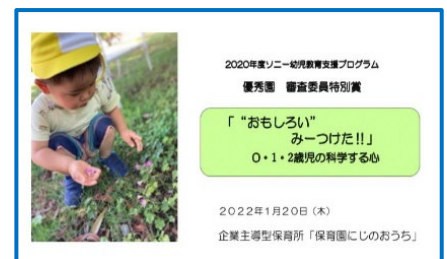 2020年度ソニー幼児教育支援プログラム
優秀園 審査委員特別賞
「 “おもしろい”
みーつけた!!」
0・1・2歳児の科学する心
2022年1月20日（木）
企業主導型保育所「保育園にじのおうち」